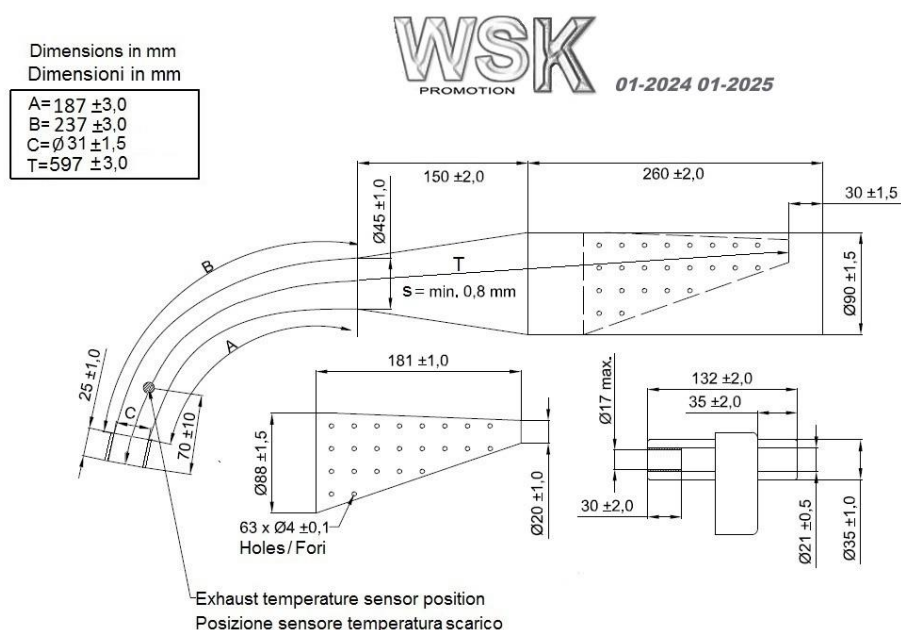 Dimensions in mm
Dimensioni in mm
A= 187 ±3,0
B= 237 ±3,0
C=Ø 31 ±1,5
T=597 ±3,0
WSK
PROMOTION
01-2024 01-2025
150 ±2,0
260 ±2,0
30 ±1,5
Ø45 ±1,0
B
T
S = min. 0,8 mm
Ø90 ±1,5
A
25 ±1,0
C
70 ±10
181 ±1,0
Ø88 ±1,5
Ø20 ±1,0
63 x Ø4 ±0,1
Holes / Fori
Ø17 max.
132 ±2,0
35 ±2,0
30 ±2,0
Ø21 ±0,5
Ø35 ±1,0
Exhaust temperature sensor position
Posizione sensore temperatura scarico